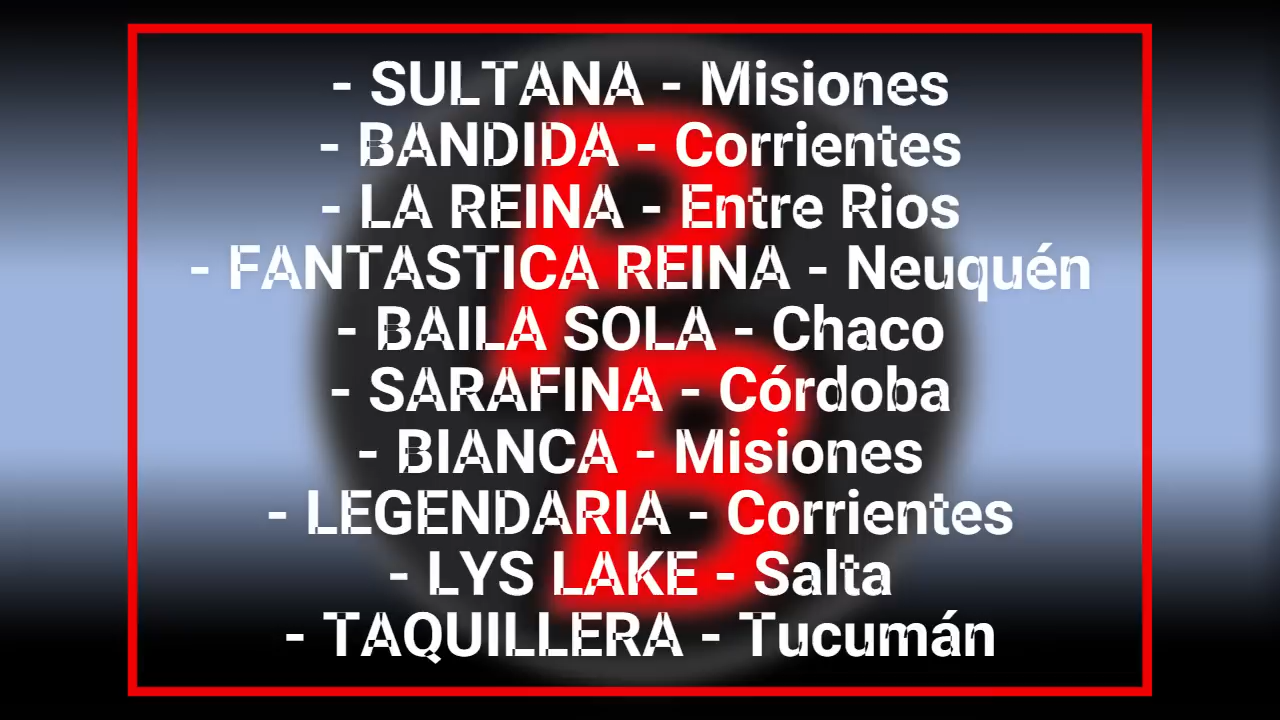 - SULTANA - Misiones
- BANDIDA - Corrientes
- LA REINA - Entre Rios
- FANTASTICA REINA - Neuquén
- BAILA SOLA - Chaco
- SARAFINA - Córdoba
- BIANCA - Misiones
- LEGENDARIA - Corrientes
- LYS LAKE - Salta
- TAQUILLERA - Tucumán